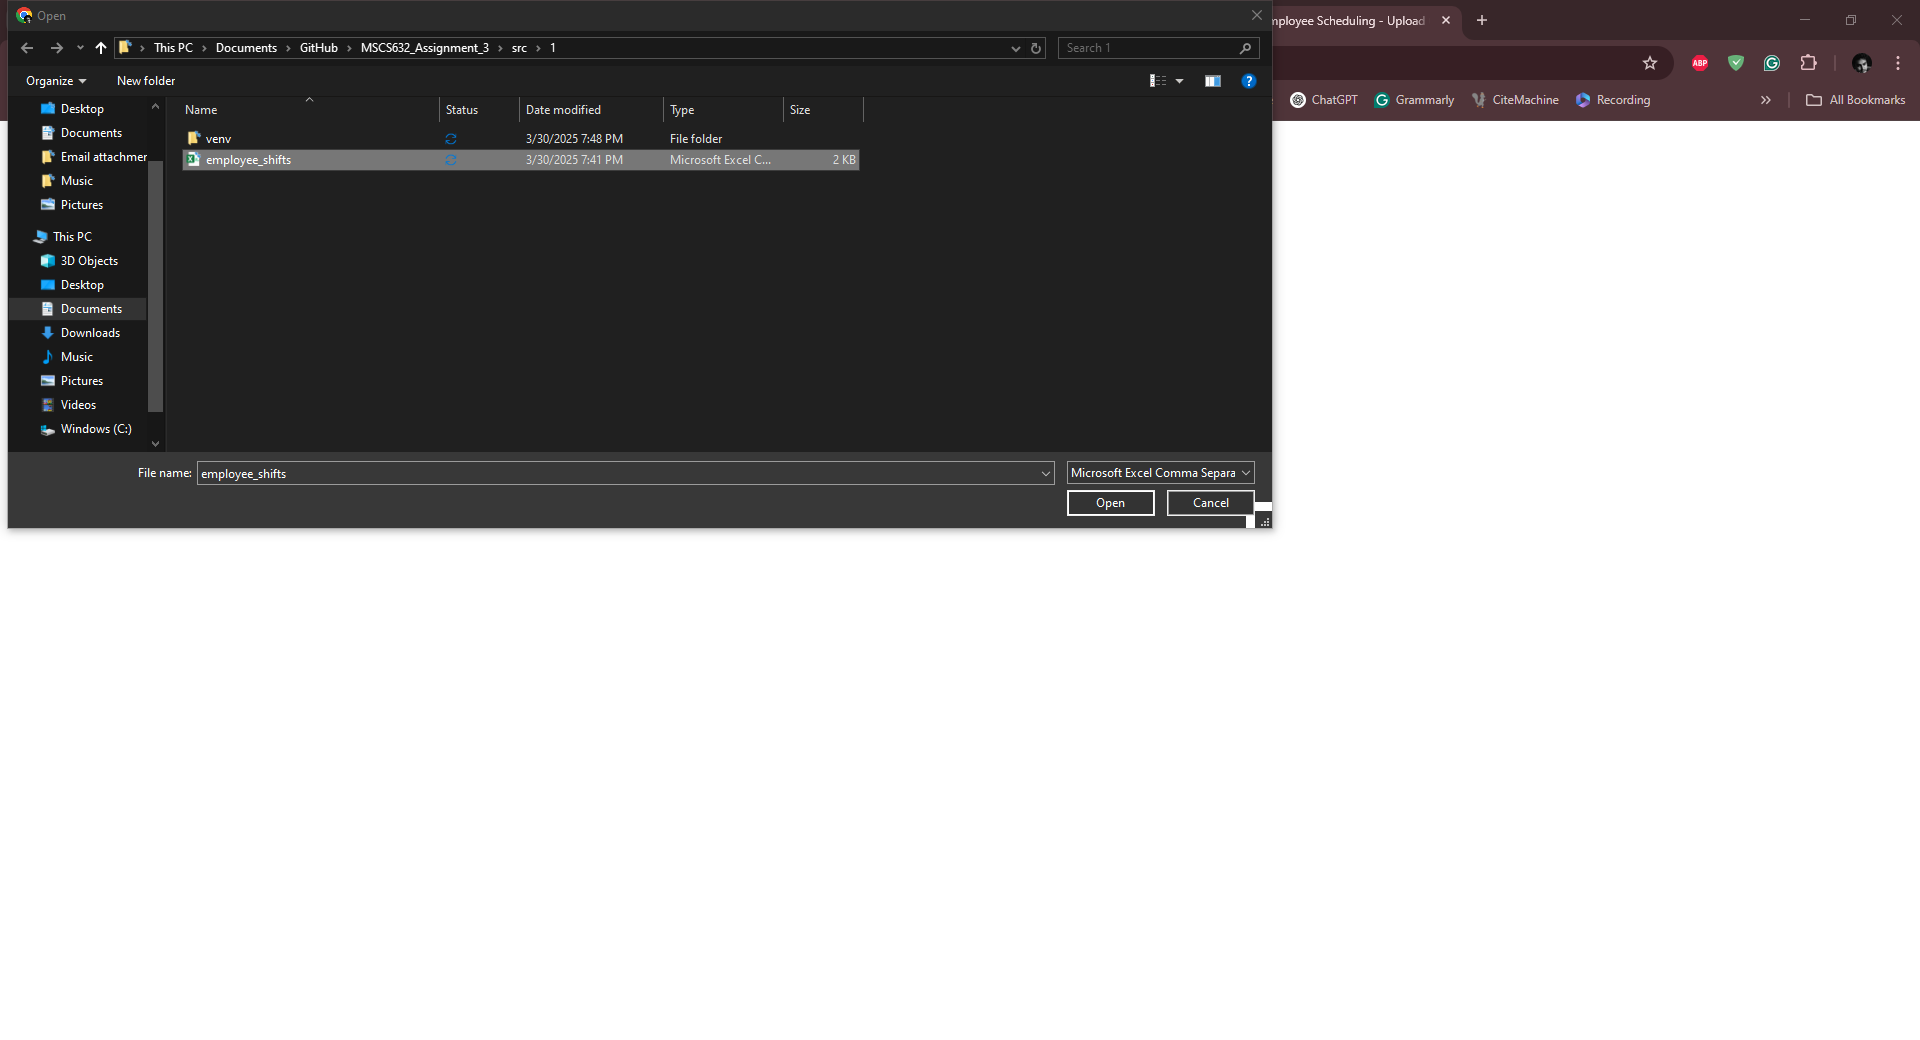 Open
mployee Scheduling - Upload
This PC > Documents > GitHub > MSCS632_Assignment_3 > src > 1
Search 1
ABP
Organize
New folder
ChatGPT
Grammarly
CiteMachine
Recording
All Bookmarks
Name
Status
Date modified
Type
Size
venv
3/30/2025 7:48 PM
File folder
employee_shifts
3/30/2025 7:41 PM
Microsoft Excel C...
2 KB
Desktop
Documents
Email attachmer
Music
Pictures
This PC
3D Objects
Desktop
Documents
Downloads
Music
Pictures
Videos
Windows (C:)
File name:
employee_shifts
Microsoft Excel Comma Separa
Open
Cancel